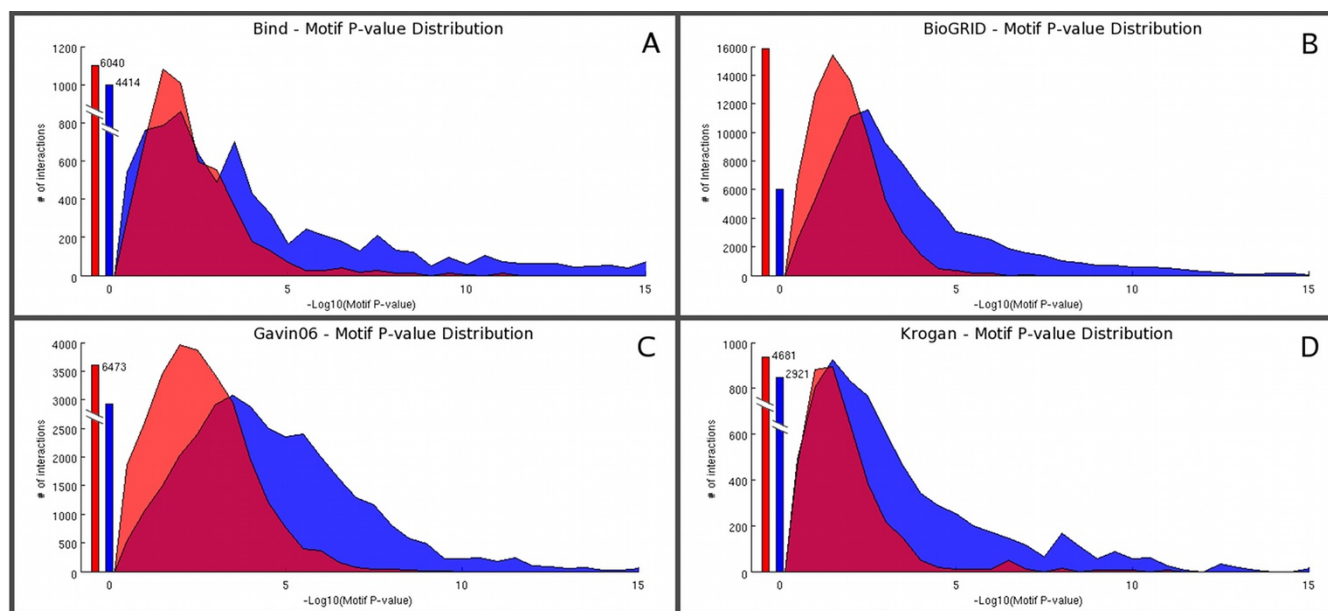 Bind - Motif P-value Distribution
A
1200
1000
800
600
400
200
0
6040
4414
# of interactions
0 5 10 15
-Log10(Motif P-value)
BioGRID - Motif P-value Distribution
B
16000
14000
12000
10000
8000
6000
4000
2000
0
# of Interactions
0 5 10 15
-Log10(Motif P-value)
Gavin06 - Motif P-value Distribution
C
4000
3500
3000
2500
2000
1500
1000
500
0
6473
# of interactions
0 5 10 15
-Log10(Motif P-value)
Krogan - Motif P-value Distribution
D
1000
800
600
400
200
0
4681
2921
# of interactions
0 5 10 15
-Log10(Motif P-value)